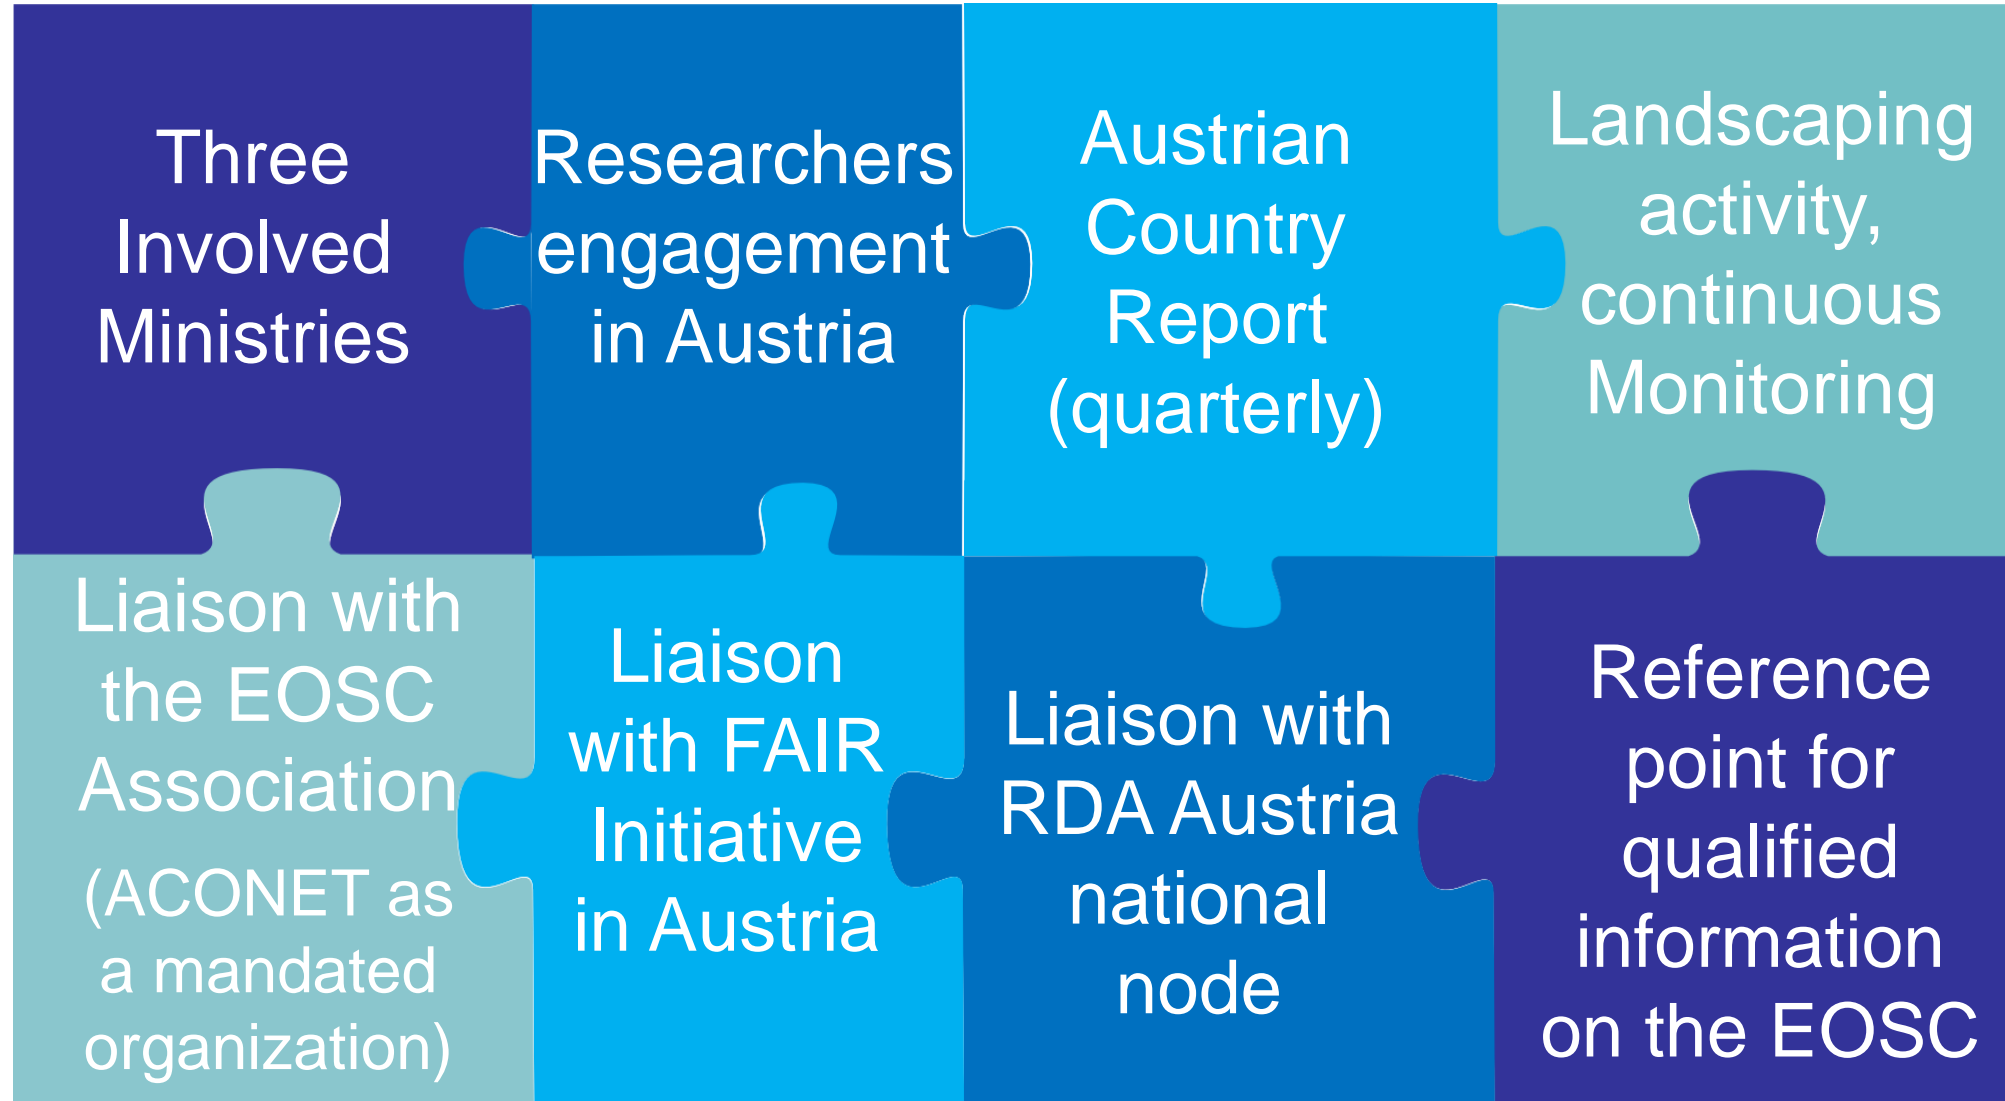 Three
Involved
Ministries
Researchers
engagement
in Austria
Austrian
Country
Report
(quarterly)
Landscaping
activity,
continuous
Monitoring
Liaison with
the EOSC
Association
(ACONET as
a mandated
organization)
Liaison
with FAIR
Initiative
in Austria
Liaison with
RDA Austria
national
node
Reference
point for
qualified
information
on the EOSC